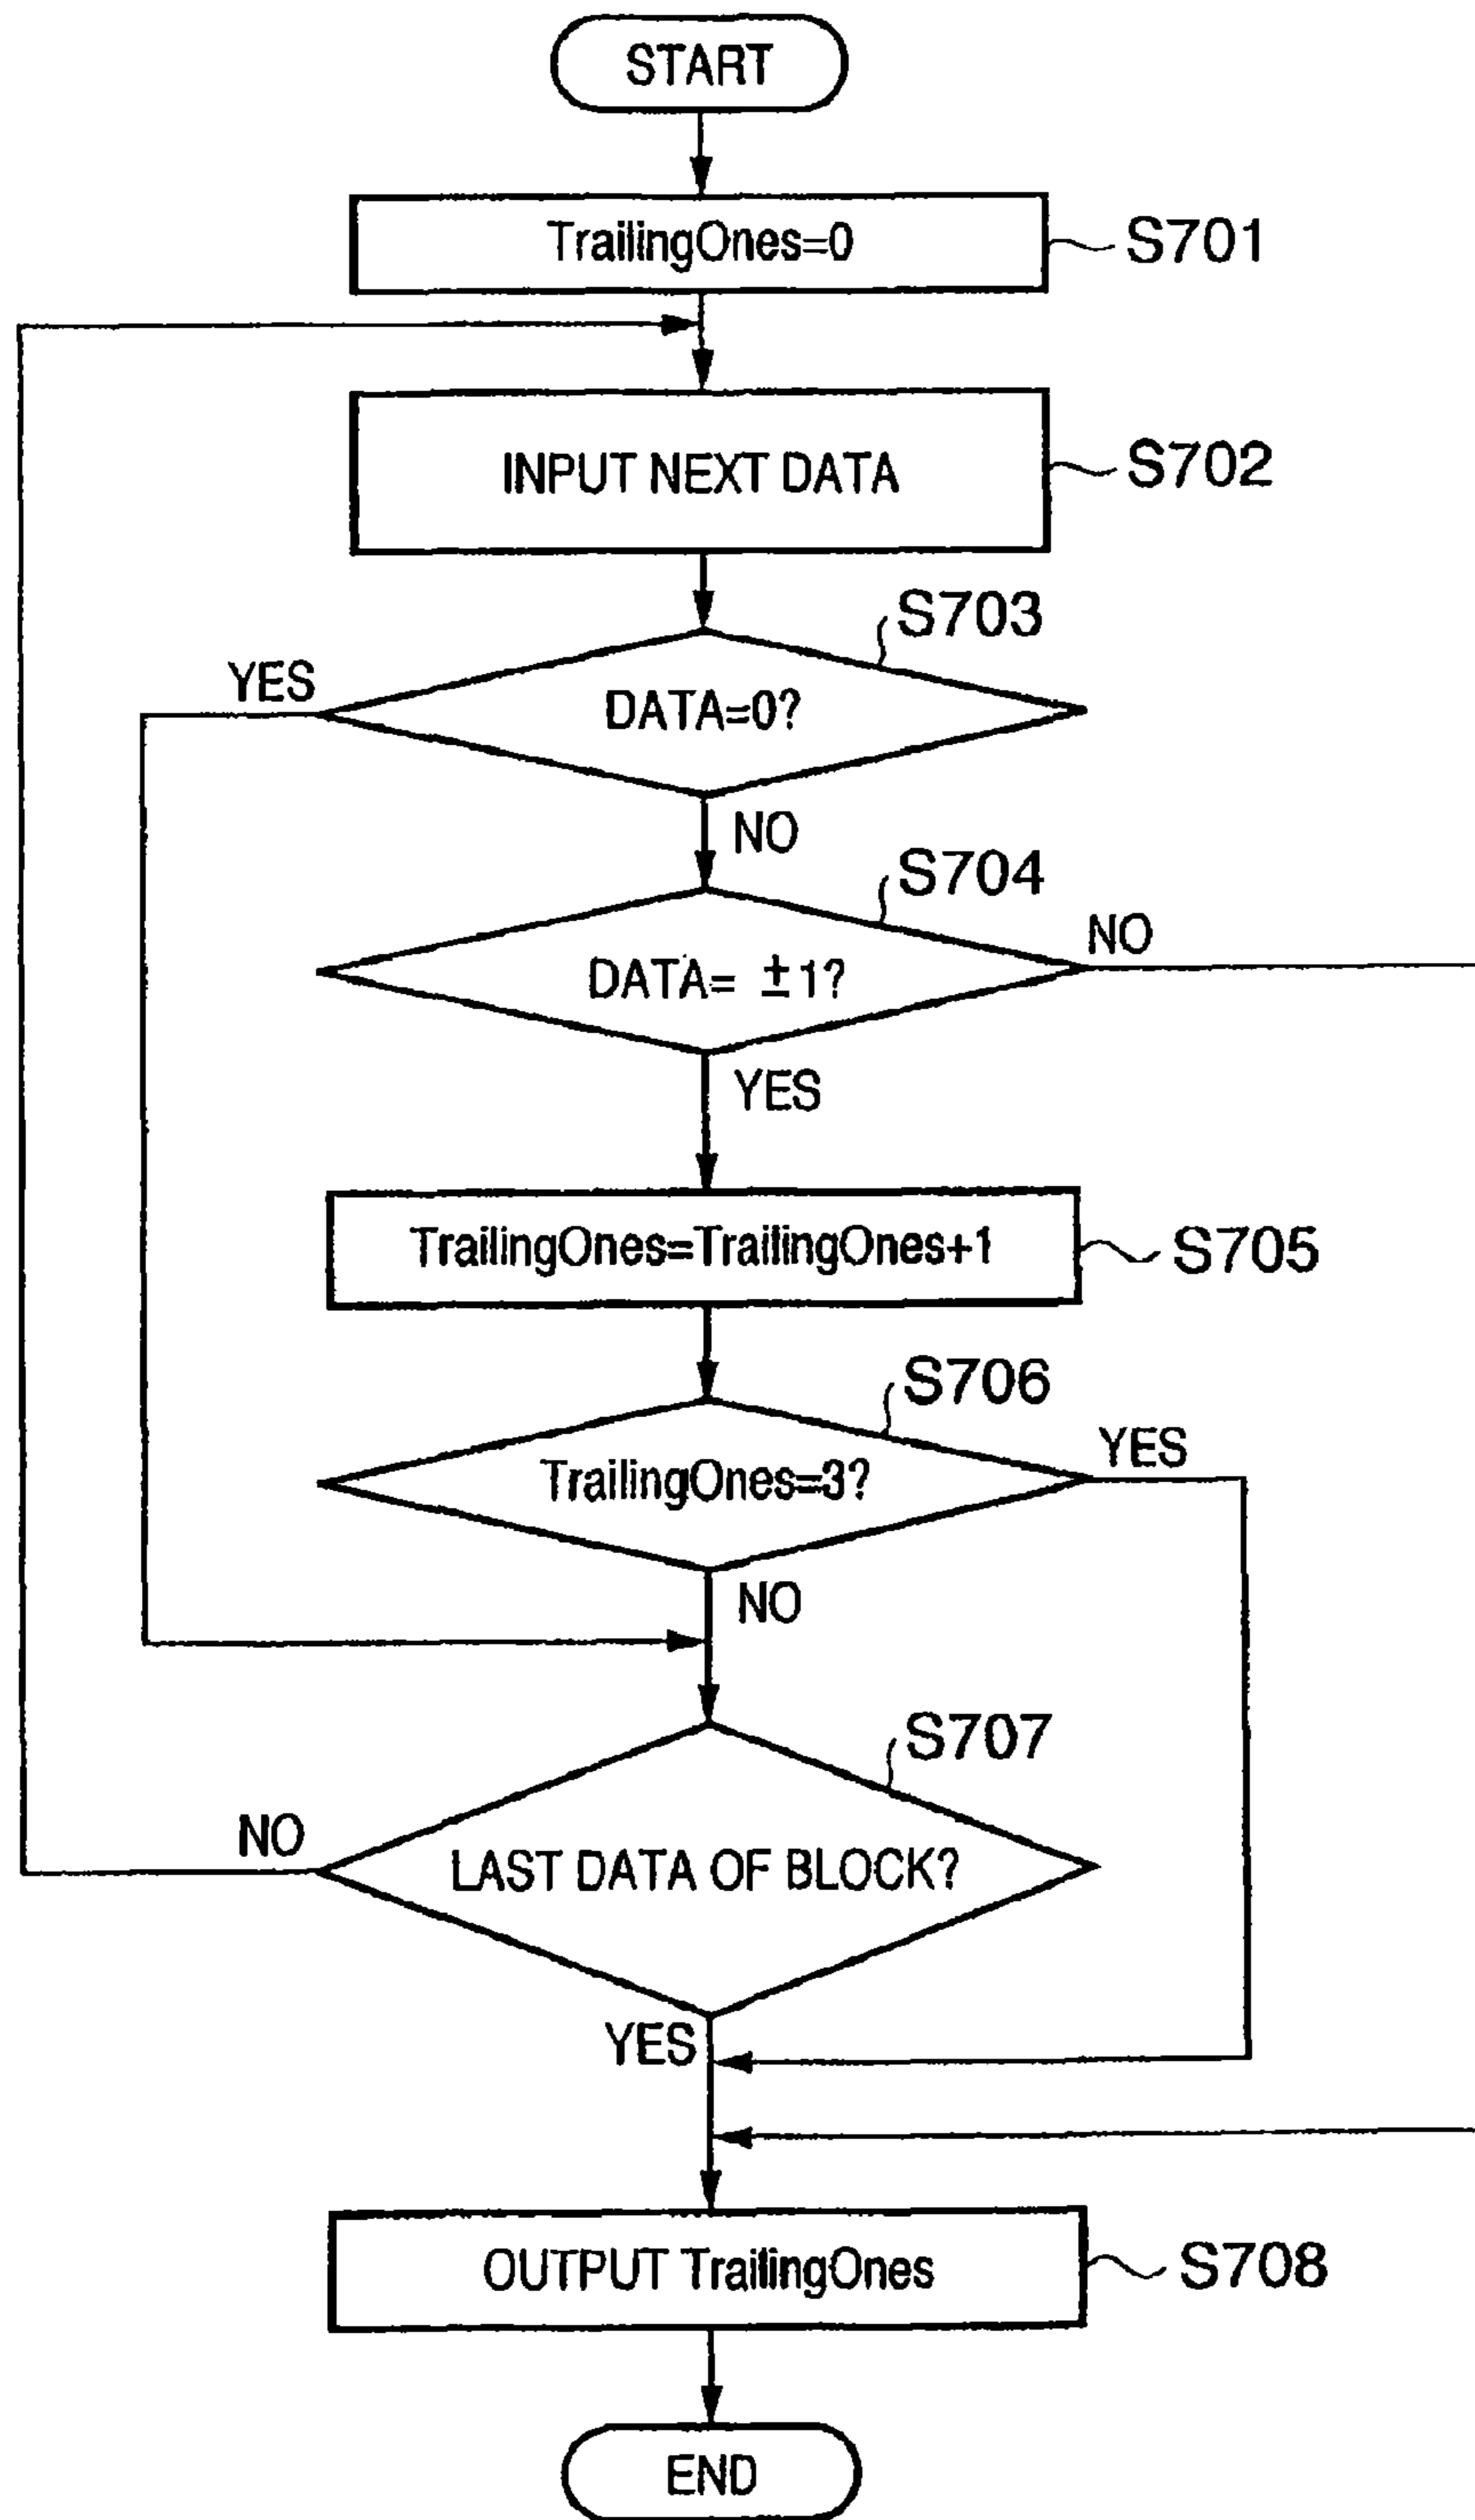 START
TrailingOnes=0
S701
INPUT NEXT DATA
S702
S703
YES
DATA=0?
NO
S704
NO
DATA= ±1?
YES
TrailingOnes=TrailingOnes+1
S705
S706
YES
TrailingOnes=3?
NO
S707
NO
LAST DATA OF BLOCK?
YES
OUTPUT TrailingOnes
S708
END